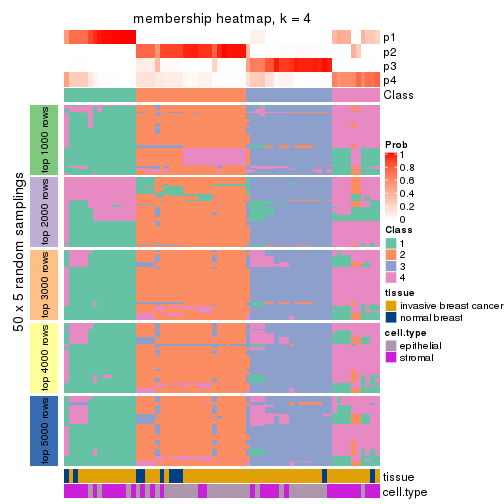 membership heatmap, k = 4
p1
p2
p3
p4
Class
50 x 5 random samplings
top 1000 rows
top 2000 rows
top 3000 rows
top 4000 rows
top 5000 rows
Prob
1
0.8
0.6
0.4
0.2
0
Class
1
2
3
4
tissue
invasive breast cancer
normal breast
cell.type
epithelial
stromal
tissue
cell.type